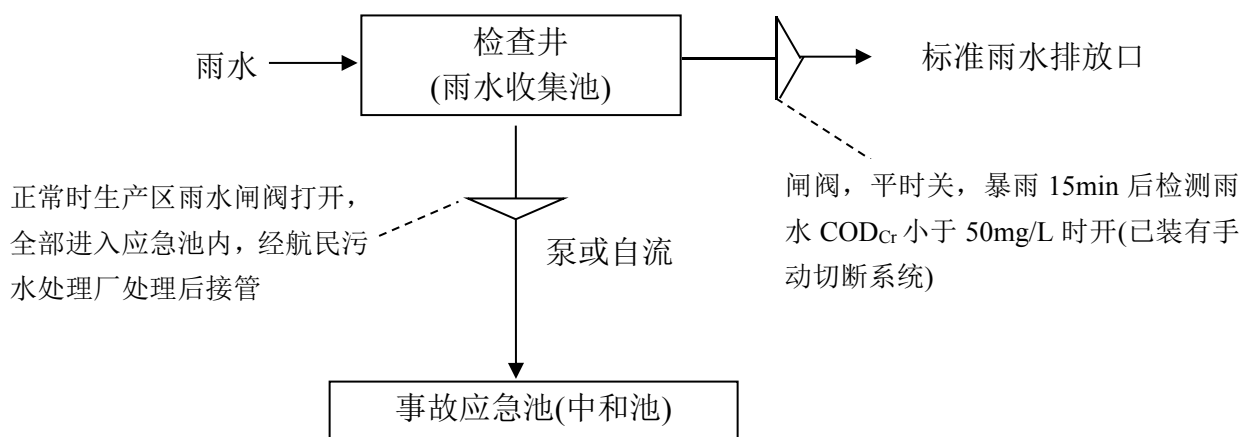 雨水
检查井
(雨水收集池)
标准雨水排放口
正常时生产区雨水闸阀打开，
全部进入应急池内，经航民污
水处理厂处理后接管
泵或自流
闸阀，平时关，暴雨 15min 后检测雨
水 CODCr 小于 50mg/L 时开(已装有手
动切断系统)
事故应急池(中和池)